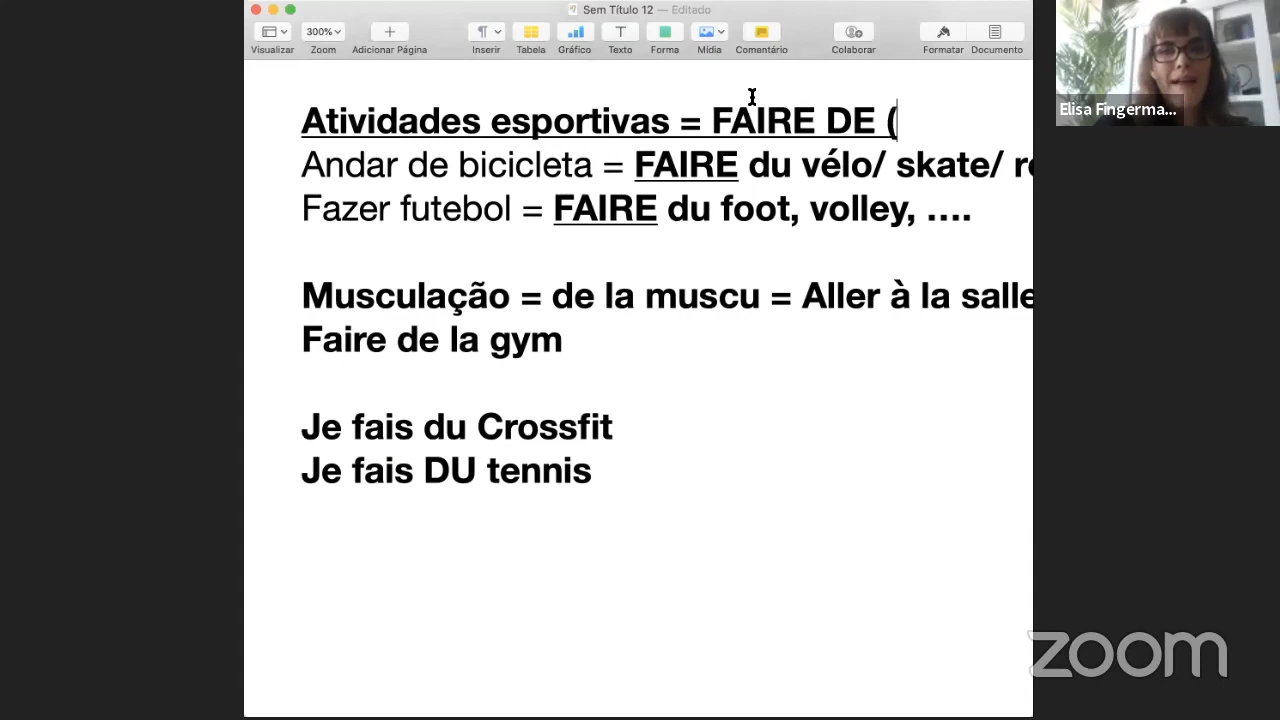 Sem Título 12 — Editado
300%
Visualizar Zoom Adicionar Página Inserir Tabela Gráfico Texto Forma Mídia Comentário Colaborar Formatar Documento
Elisa Fingerma...
Atividades esportivas = FAIRE DE (
Andar de bicicleta = FAIRE du vélo/ skate/
Fazer futebol = FAIRE du foot, volley, ....
Musculação = de la muscu = Aller à la salle
Faire de la gym
Je fais du Crossfit
Je fais DU tennis
zoom